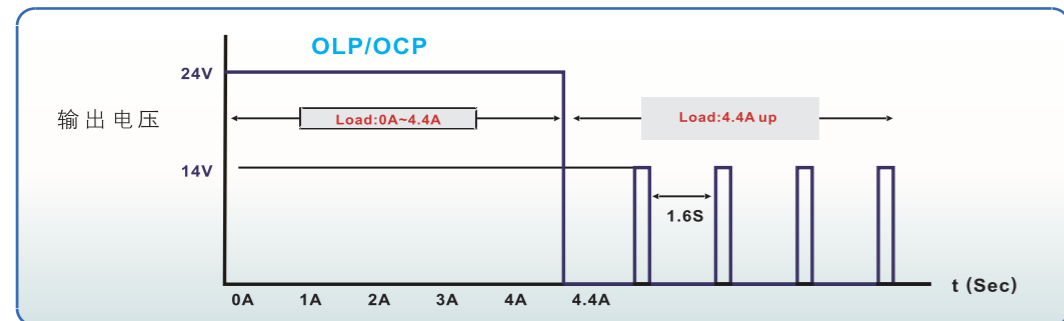 OLP/OCP
24V
输出电压
Load:0A~4.4A
Load:4.4A up
14V
1.6S
t (Sec)
0A 1A 2A 3A 4A 4.4A